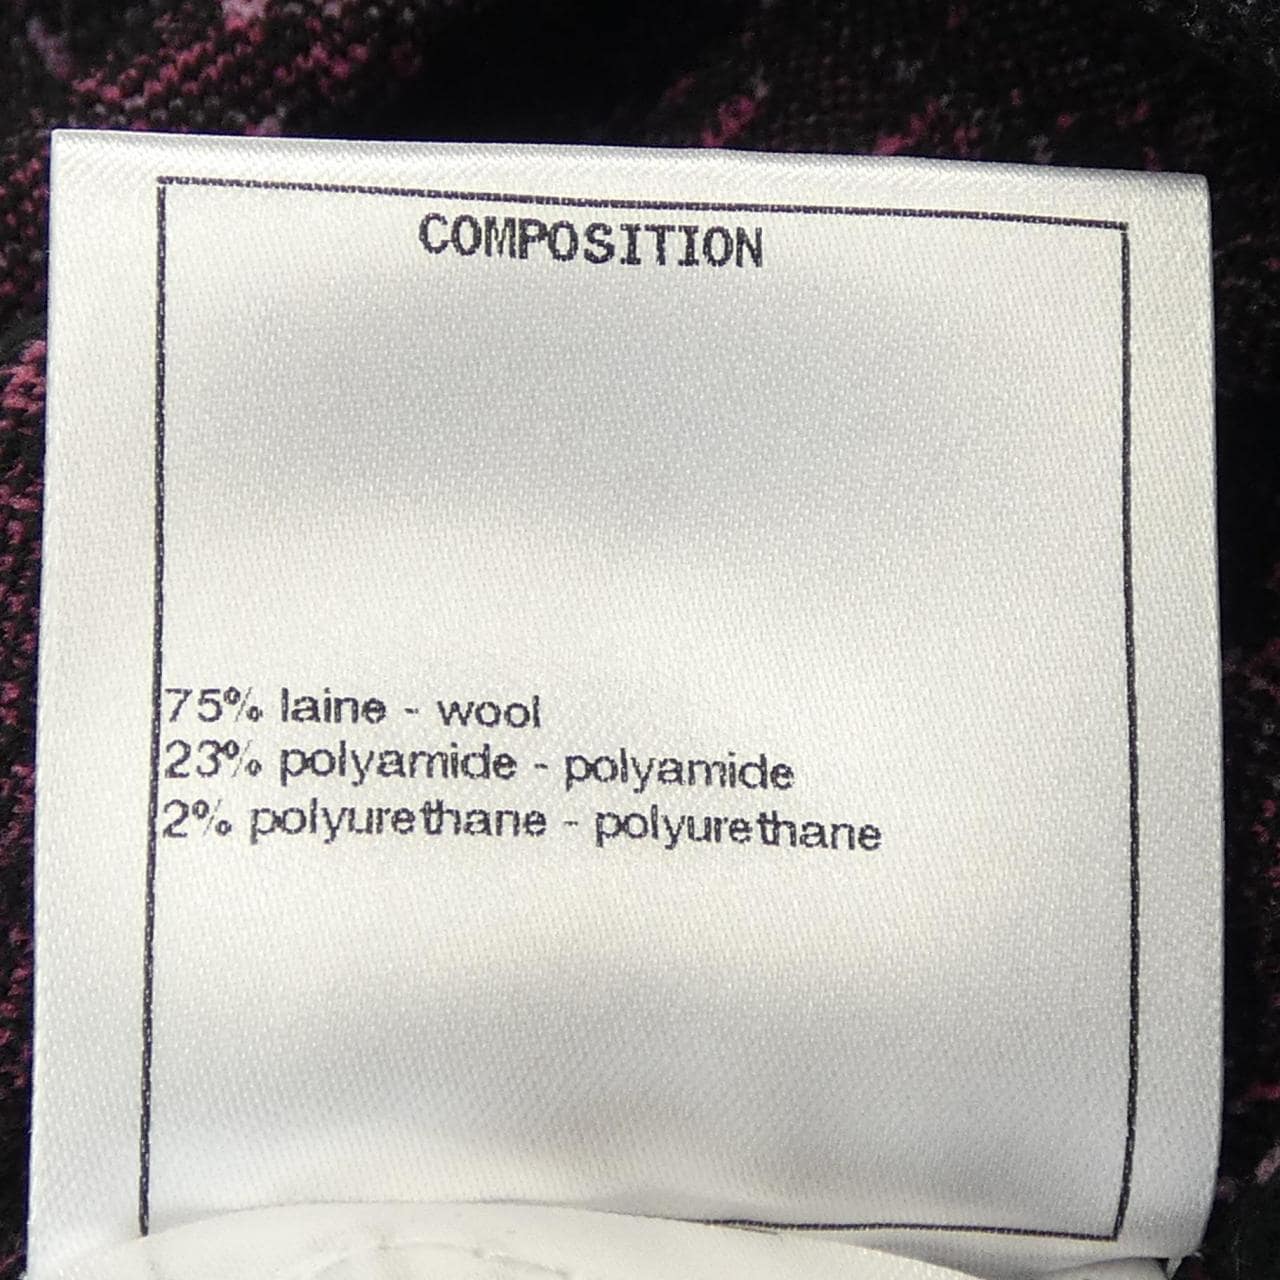 COMPOSITION
75% laine - wool
23% polyamide - polyamide
2% polyurethane - polyurethane